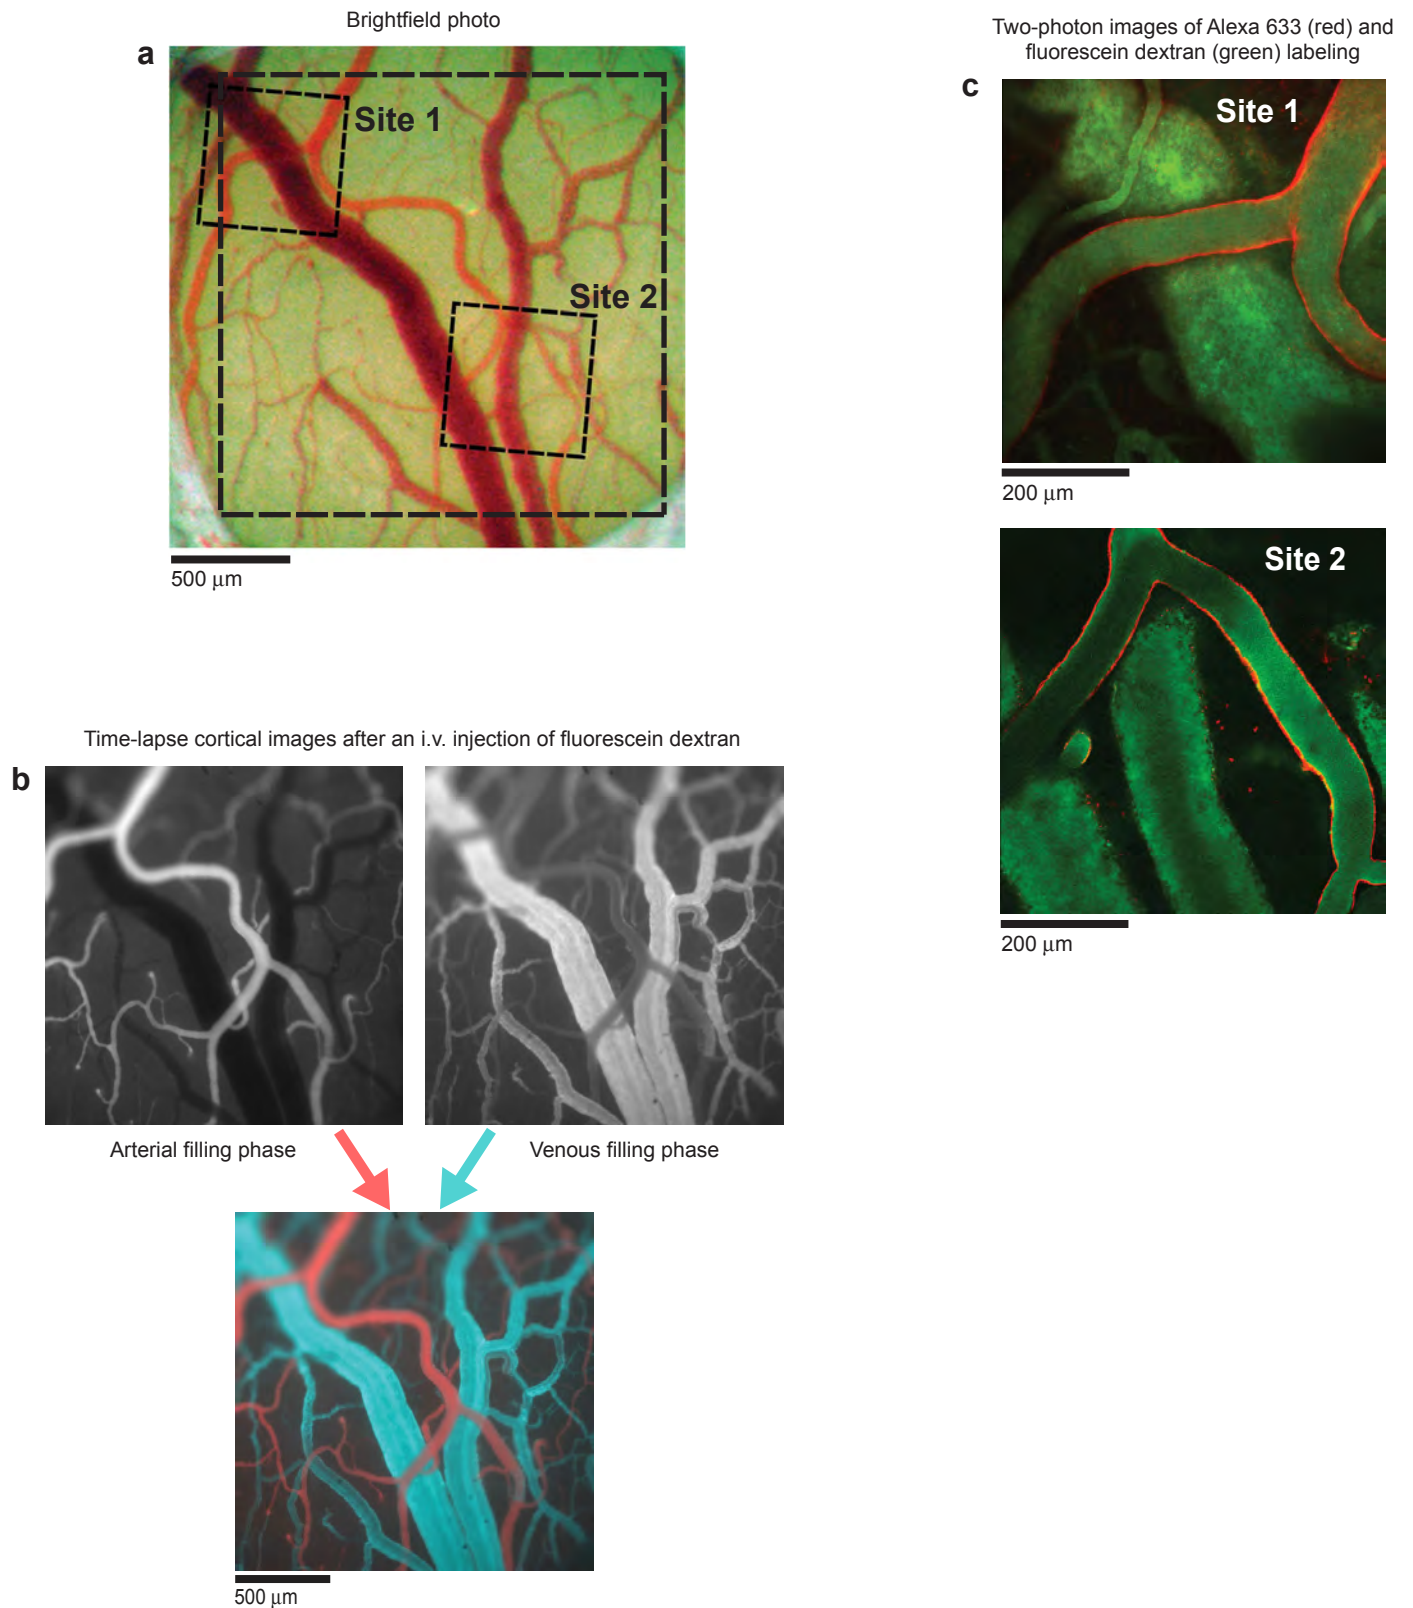 Brightfield photo
a
Site 1
Site 2
500 μm
Time-lapse cortical images after an i.v. injection of fluorescein dextran
b
Arterial filling phase
Venous filling phase
500 μm
Two-photon images of Alexa 633 (red) and
fluorescein dextran (green) labeling
c
Site 1
200 μm
Site 2
200 μm